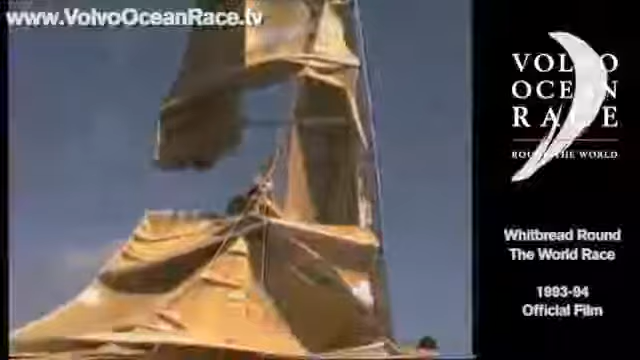 www.VolvoOceanRace.tv
VOLVO
OCEAN
RACE
ROUND THE WORLD
Whitbread Round
The World Race
1993-94
Official Film